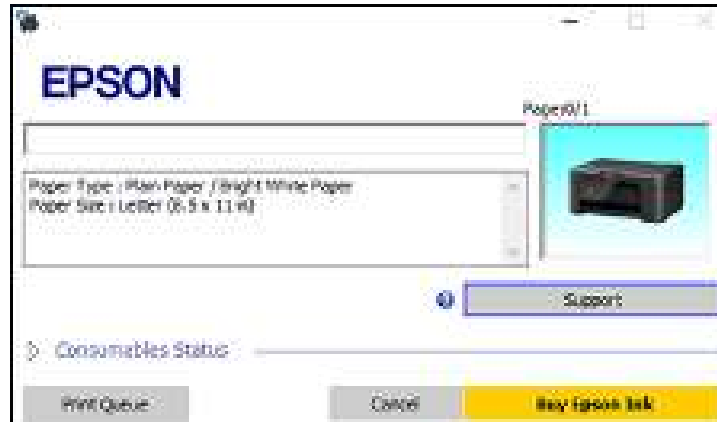 EPSON
Page:0/1
Paper Type : Plain Paper / Bright White Paper
Paper Size : Letter (8.5 x 11 in)
Support
Consumables Status
Print Queue
Cancel
Buy Epson Ink